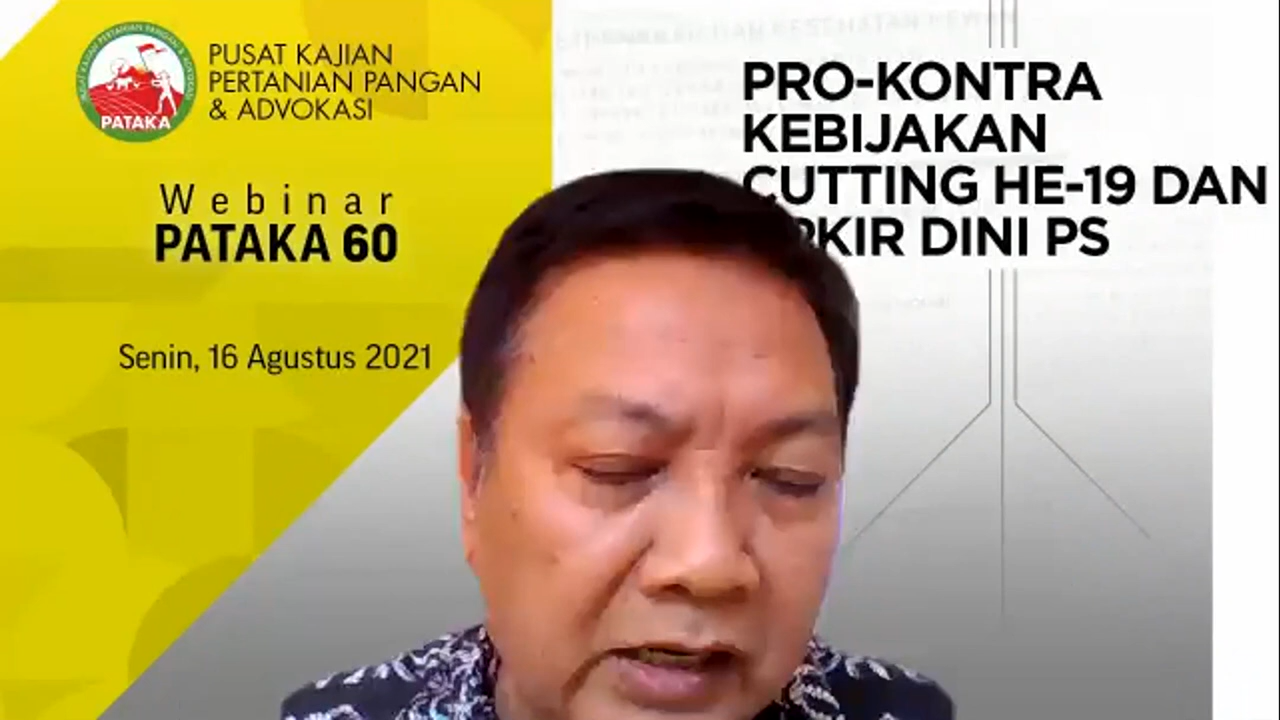 PUSAT KAJIAN
PERTANIAN PANGAN
& ADVOKASI
PATAKA
Webinar
PATAKA 60
Senin, 16 Agustus 2021
PRO-KONTRA
KEBIJAKAN
CUTTING HE-19 DAN
DINI PS